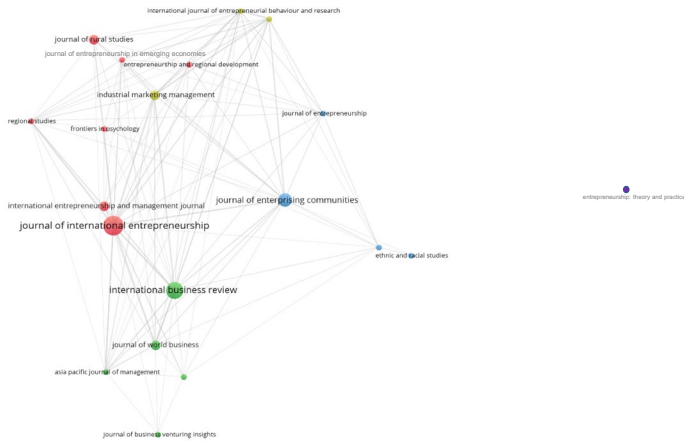 international journal of entrepreneurial behaviour and research
journal of rural studies
journal of entrepreneurship in emerging economies
entrepreneurship and regional development
industrial marketing management
journal of entrepreneurship
regional studies
frontiers in psychology
entrepreneurship: theory and practice
journal of enterprising communities
international entrepreneurship and management journal
journal of international entrepreneurship
ethnic and racial studies
international business review
journal of world business
asia pacific journal of management
journal of business venturing insights